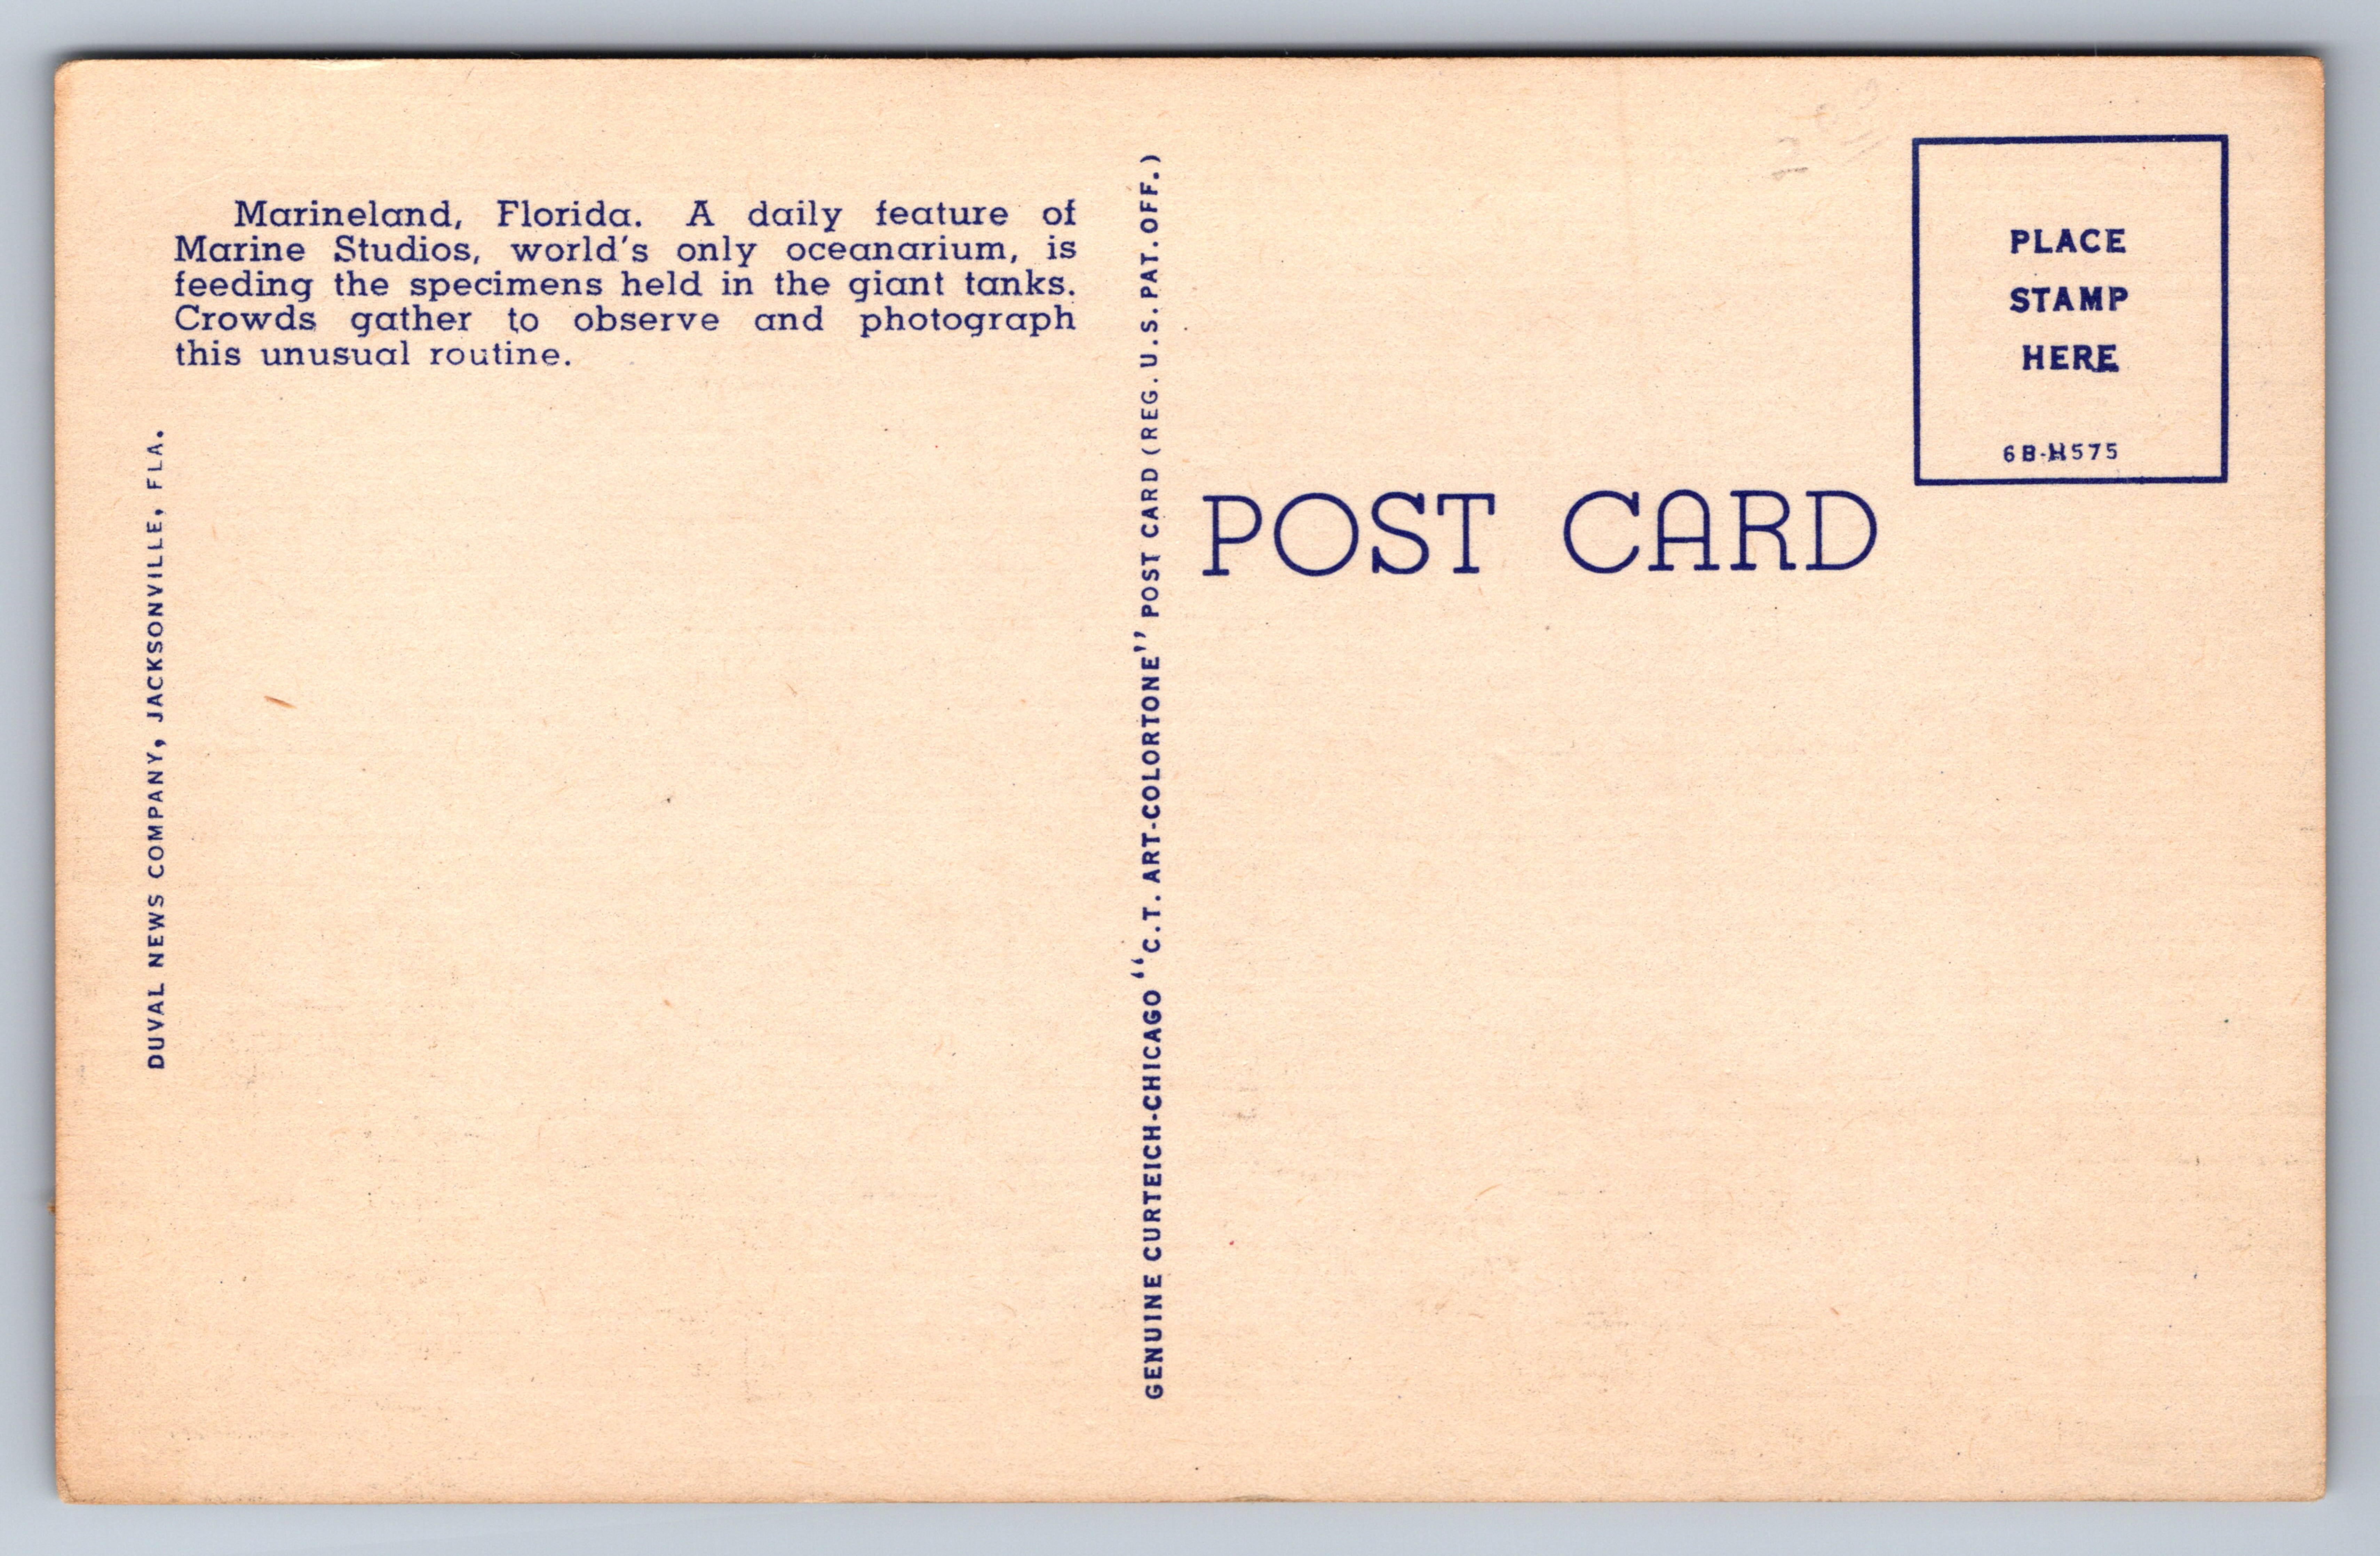 Marineland, Florida. A daily feature of
Marine Studios, world's only oceanarium, is
feeding the specimens held in the giant tanks.
Crowds gather to observe and photograph
this unusual routine.
DUVAL NEWS COMPANY, JACKSONVILLE, FLA.
GENUINE CURTEICH-CHICAGO "C.T. ART-COLORTONE" POST CARD (REG. U.S. PAT. OFF.)
POST CARD
PLACE
STAMP
HERE
6B-H575